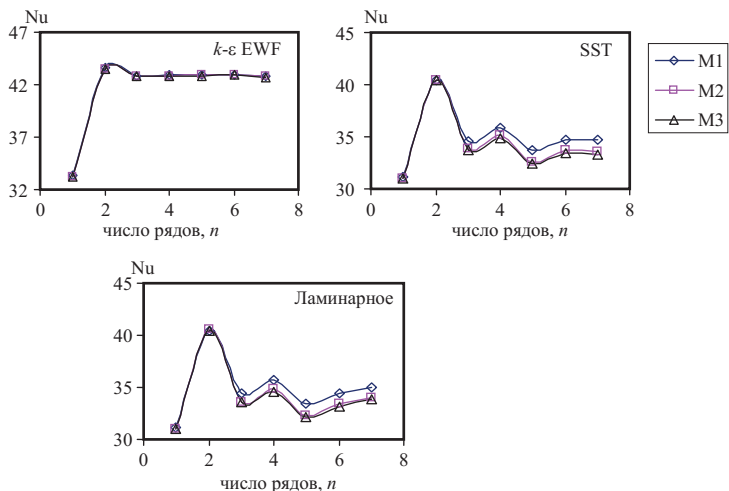 Nu
47
42
37
32
k-ε EWF
0 2 4 6 8
число рядов, n
Nu
45
40
35
30
SST
0 2 4 6 8
число рядов, n
M1
M2
M3
Nu
45
40
35
30
Ламинарное
0 2 4 6 8
число рядов, n